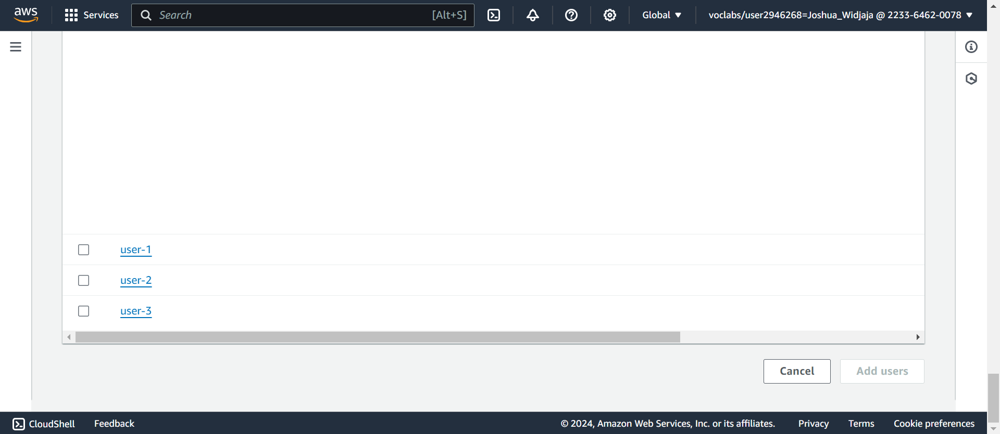 aws Services Search [Alt+S] Global voclabs/user2946268=Joshua_Widjaja @ 2233-6462-0078
user-1
user-2
user-3
Cancel Add users
CloudShell Feedback © 2024, Amazon Web Services, Inc. or its affiliates. Privacy Terms Cookie preferences